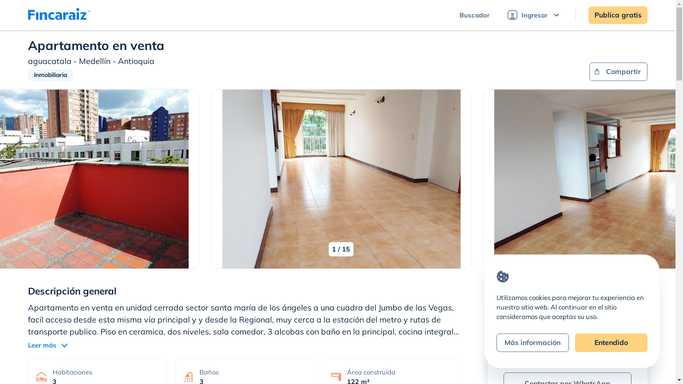 Fincaraiz
Buscador
Ingresar
Publica gratis
Apartamento en venta
aguacatala - Medellín - Antioquia
Inmobiliaria
Compartir
1 / 15
Descripción general
Apartamento en venta en unidad cerrada sector santa maría de los ángeles a una cuadra del Jumbo de las Vegas,
facil acceso desde esta misma via principal y y desde la Regional, muy cerca a la estación del metro y rutas de
transporte publico. Piso en ceramica, dos niveles, sala comedor, 3 alcobas con baño en la principal, cocina integral...
Leer más
Habitaciones
3
Baños
3
Área construida
122 m²
Utilizamos cookies para mejorar tu experiencia en
nuestro sitio web. Al continuar en el sitio
consideramos que aceptas su uso.
Más información
Entendido
Contactar por WhatsApp